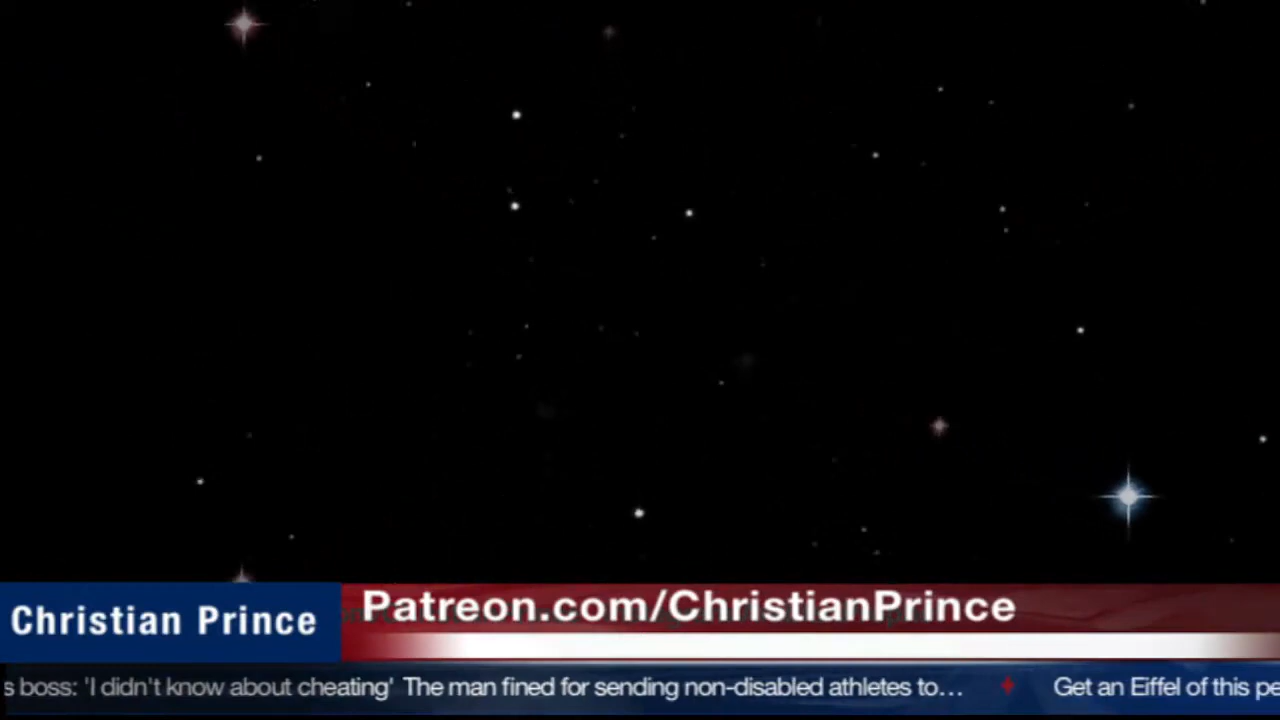 Christian Prince
Patreon.com/ChristianPrince
s boss: 'I didn't know about cheating' The man fined for sending non-disabled athletes to… Get an Eiffel of this pe